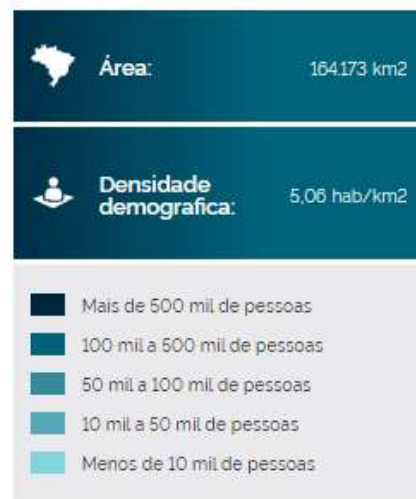 Área: 164.173 km2
Densidade
demografica: 5,06 hab/km2
Mais de 500 mil de pessoas
100 mil a 500 mil de pessoas
50 mil a 100 mil de pessoas
10 mil a 50 mil de pessoas
Menos de 10 mil de pessoas